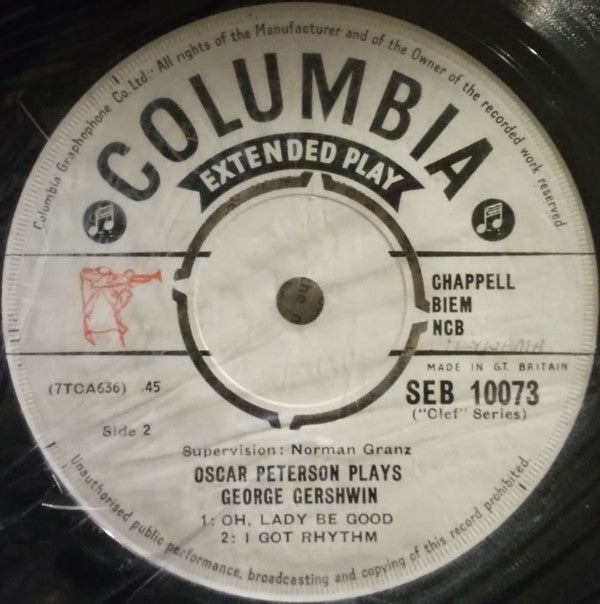 Columbia Graphophone Co. Ltd. · All rights of the Manufacturer and of the Owner of the recorded work reserved
COLUMBIA
EXTENDED PLAY
CHAPPELL
BIEM
NCB
MADE IN GT. BRITAIN
(7TCA636) 45
SEB 10073
("Clef" Series)
Side 2
Supervision: Norman Granz
OSCAR PETERSON PLAYS
GEORGE GERSHWIN
1: OH, LADY BE GOOD
2: I GOT RHYTHM
Unauthorised public performance, broadcasting and copying of this record prohibited.